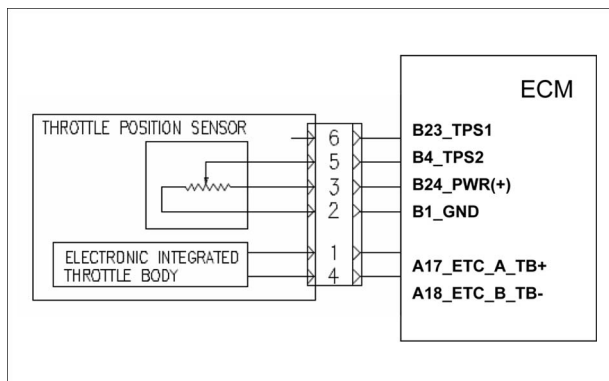 ECM
THROTTLE POSITION SENSOR
6
B23_TPS1
5
B4_TPS2
3
B24_PWR(+)
2
B1_GND
ELECTRONIC INTEGRATED
THROTTLE BODY
1
A17_ETC_A_TB+
4
A18_ETC_B_TB-